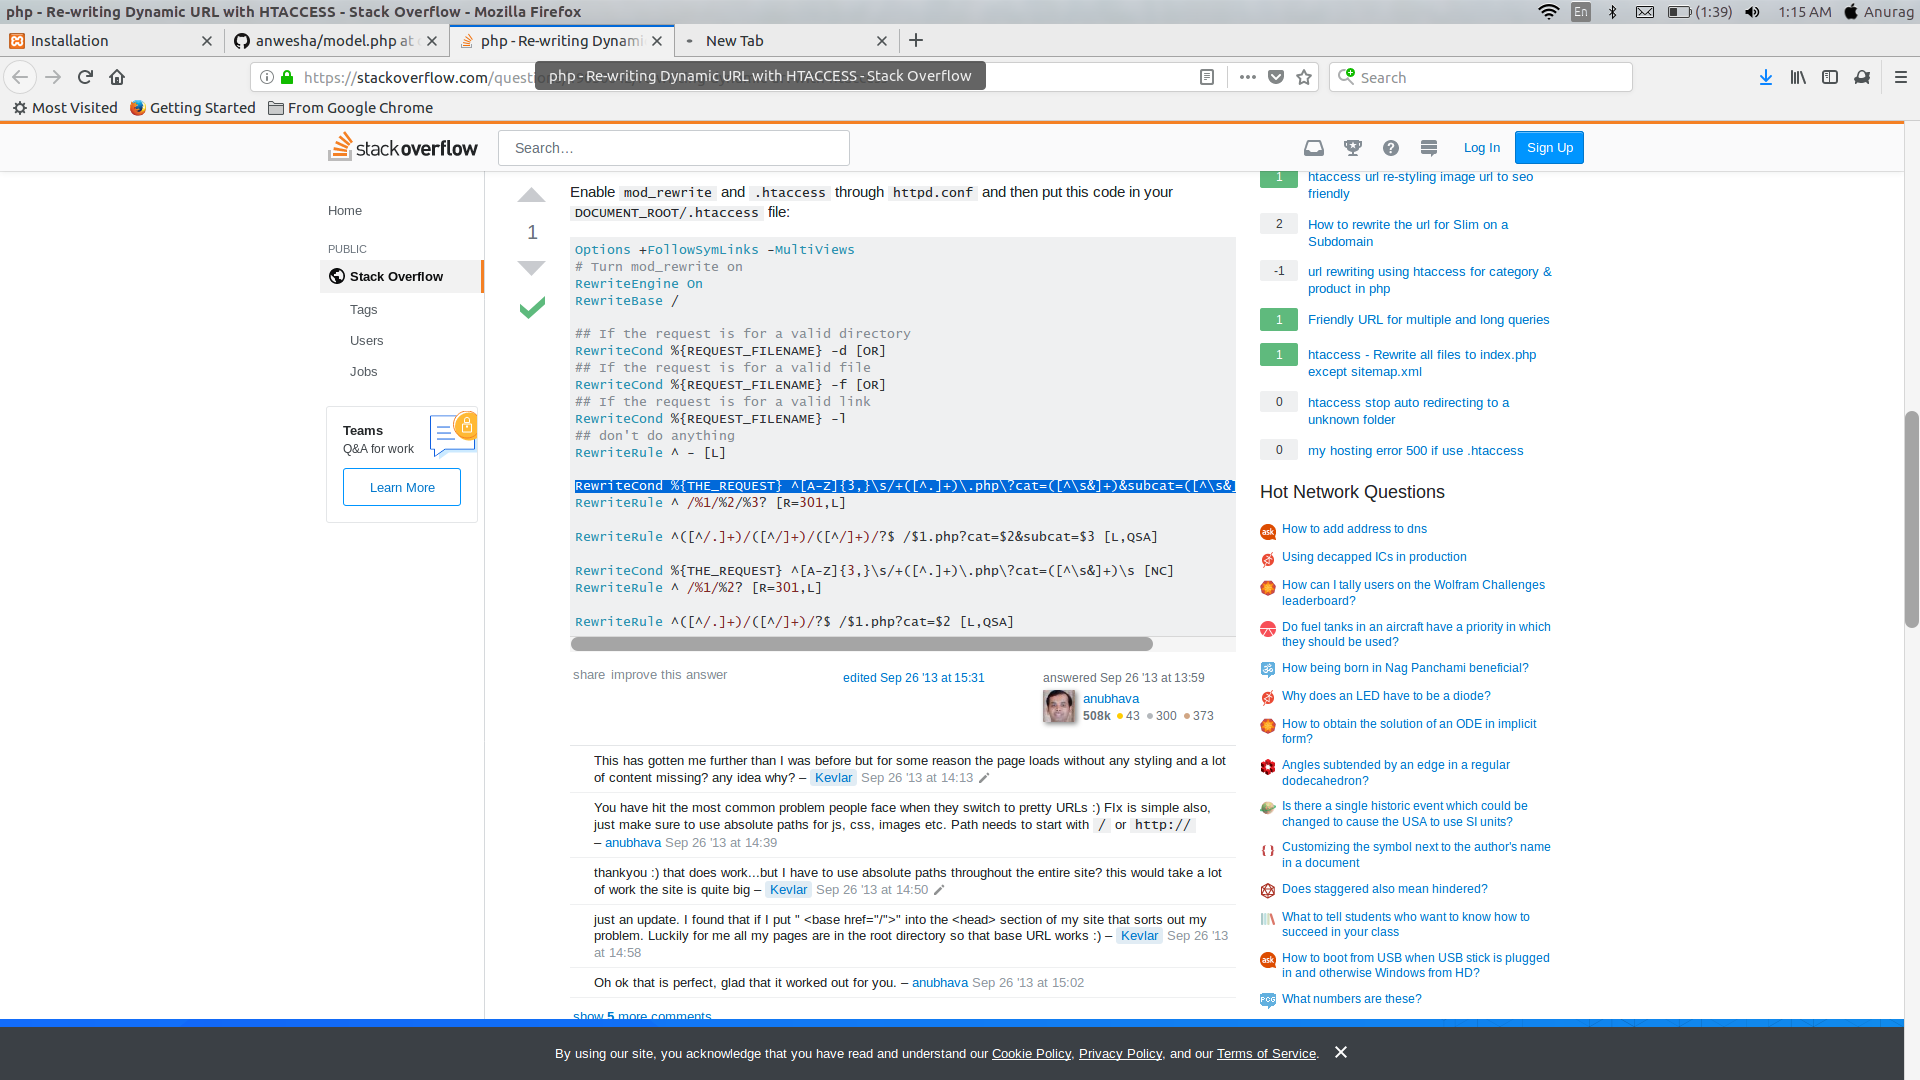 php - Re-writing Dynamic URL with HTACCESS - Stack Overflow - Mozilla Firefox
En
(1:39)
1:15 AM
Anurag
Installation
anwesha/model.php at
php - Re-writing Dynami
New Tab
https://stackoverflow.com/questio
php - Re-writing Dynamic URL with HTACCESS - Stack Overflow
Search
Most Visited
Getting Started
From Google Chrome
stackoverflow
Search...
Log In
Sign Up
Home
PUBLIC
Stack Overflow
Tags
Users
Jobs
Teams
Q&A for work
Learn More
1
Enable mod_rewrite and .htaccess through httpd.conf and then put this code in your
DOCUMENT_ROOT/.htaccess file:
Options +FollowSymLinks -MultiViews
# Turn mod_rewrite on
RewriteEngine On
RewriteBase /
## If the request is for a valid directory
RewriteCond %{REQUEST_FILENAME} -d [OR]
## If the request is for a valid file
RewriteCond %{REQUEST_FILENAME} -f [OR]
## If the request is for a valid link
RewriteCond %{REQUEST_FILENAME} -l
## don't do anything
RewriteRule ^ - [L]
RewriteCond %{THE_REQUEST} ^[A-Z]{3,}\s/+([^.]+)\.php\?cat=([^\s&]+)&subcat=([^\s&]
RewriteRule ^ /%1/%2/%3? [R=301,L]
RewriteRule ^([^/.]+)/([^/]+)/([^/]+)/?$ /$1.php?cat=$2&subcat=$3 [L,QSA]
RewriteCond %{THE_REQUEST} ^[A-Z]{3,}\s/+([^.]+)\.php\?cat=([^\s&]+)\s [NC]
RewriteRule ^ /%1/%2? [R=301,L]
RewriteRule ^([^/.]+)/([^/]+)/?$ /$1.php?cat=$2 [L,QSA]
share improve this answer
edited Sep 26 '13 at 15:31
answered Sep 26 '13 at 13:59
anubhava
508k 43 300 373
This has gotten me further than I was before but for some reason the page loads without any styling and a lot
of content missing? any idea why? – Kevlar Sep 26 '13 at 14:13
You have hit the most common problem people face when they switch to pretty URLs :) FIx is simple also,
just make sure to use absolute paths for js, css, images etc. Path needs to start with / or http://
– anubhava Sep 26 '13 at 14:39
thankyou :) that does work...but I have to use absolute paths throughout the entire site? this would take a lot
of work the site is quite big – Kevlar Sep 26 '13 at 14:50
just an update. I found that if I put " <base href="/">" into the <head> section of my site that sorts out my
problem. Luckily for me all my pages are in the root directory so that base URL works :) – Kevlar Sep 26 '13
at 14:58
Oh ok that is perfect, glad that it worked out for you. – anubhava Sep 26 '13 at 15:02
show 5 more comments
1 htaccess url re-styling image url to seo
friendly
2 How to rewrite the url for Slim on a
Subdomain
-1 url rewriting using htaccess for category &
product in php
1 Friendly URL for multiple and long queries
1 htaccess - Rewrite all files to index.php
except sitemap.xml
0 htaccess stop auto redirecting to a
unknown folder
0 my hosting error 500 if use .htaccess
Hot Network Questions
ask How to add address to dns
Using decapped ICs in production
How can I tally users on the Wolfram Challenges
leaderboard?
Do fuel tanks in an aircraft have a priority in which
they should be used?
How being born in Nag Panchami beneficial?
Why does an LED have to be a diode?
How to obtain the solution of an ODE in implicit
form?
Angles subtended by an edge in a regular
dodecahedron?
Is there a single historic event which could be
changed to cause the USA to use SI units?
Customizing the symbol next to the author's name
in a document
Does staggered also mean hindered?
What to tell students who want to know how to
succeed in your class
ask How to boot from USB when USB stick is plugged
in and otherwise Windows from HD?
PCG What numbers are these?
By using our site, you acknowledge that you have read and understand our Cookie Policy, Privacy Policy, and our Terms of Service.